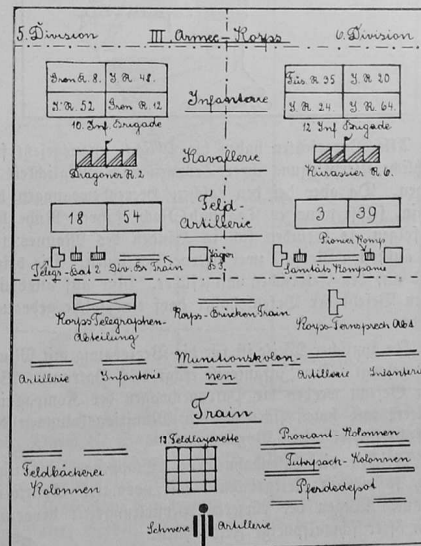 5. Division III. Armee-Korps 6. Division
Gren R. 8. I. R. 48. Füs. R 35 I. R 20
I. R. 52 Gren R 12 Infanterie I. R 24. I. R 64.
10. Inf. Brigade 12 Inf. Brigade
Kavallerie
Dragoner R 2 Kürassier R 6.
Feld-
18 54 Artillerie 3 39
Pionier Komp
Telegr.-Bat 2 Div. Br. Train Jäger B 3. Sanitäts Kompanie
Korps Telegraphen- Korps-Brücken Train Korps-Fernsprech Abt
Abteilung
Munitionskolon-
Artillerie Infanterie nen Artillerie Infanterie
Train
12 Feldlazarette Proviant-Kolonnen
Feldbäckerei Fuhrpack-Kolonnen
Kolonnen Pferdedepot
Schwere Artillerie